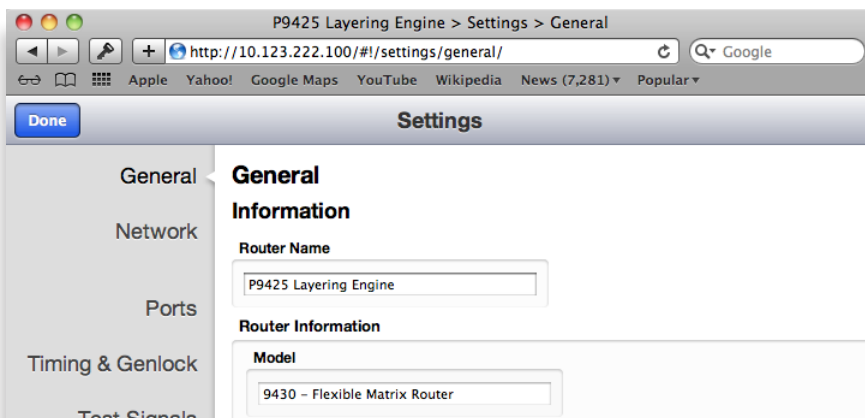 P9425 Layering Engine > Settings > General
http://10.123.222.100/#!/settings/general/
Google
Apple Yahoo! Google Maps YouTube Wikipedia News (7,281) Popular
Done
Settings
General
General
Information
Network
Router Name
P9425 Layering Engine
Ports
Router Information
Timing & Genlock
Model
9430 – Flexible Matrix Router
Test Signals